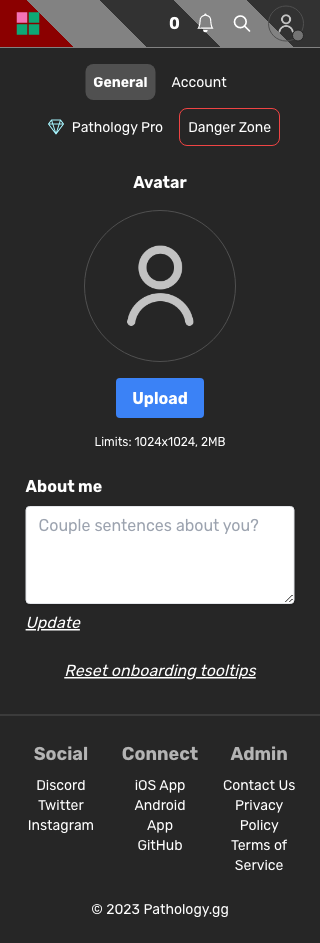 0
General Account
Pathology Pro Danger Zone
Avatar
Upload
Limits: 1024x1024, 2MB
About me
Couple sentences about you?
Update
Reset onboarding tooltips
Social Connect Admin
Discord iOS App Contact Us
Twitter Android Privacy
Instagram App Policy
GitHub Terms of
Service
© 2023 Pathology.gg